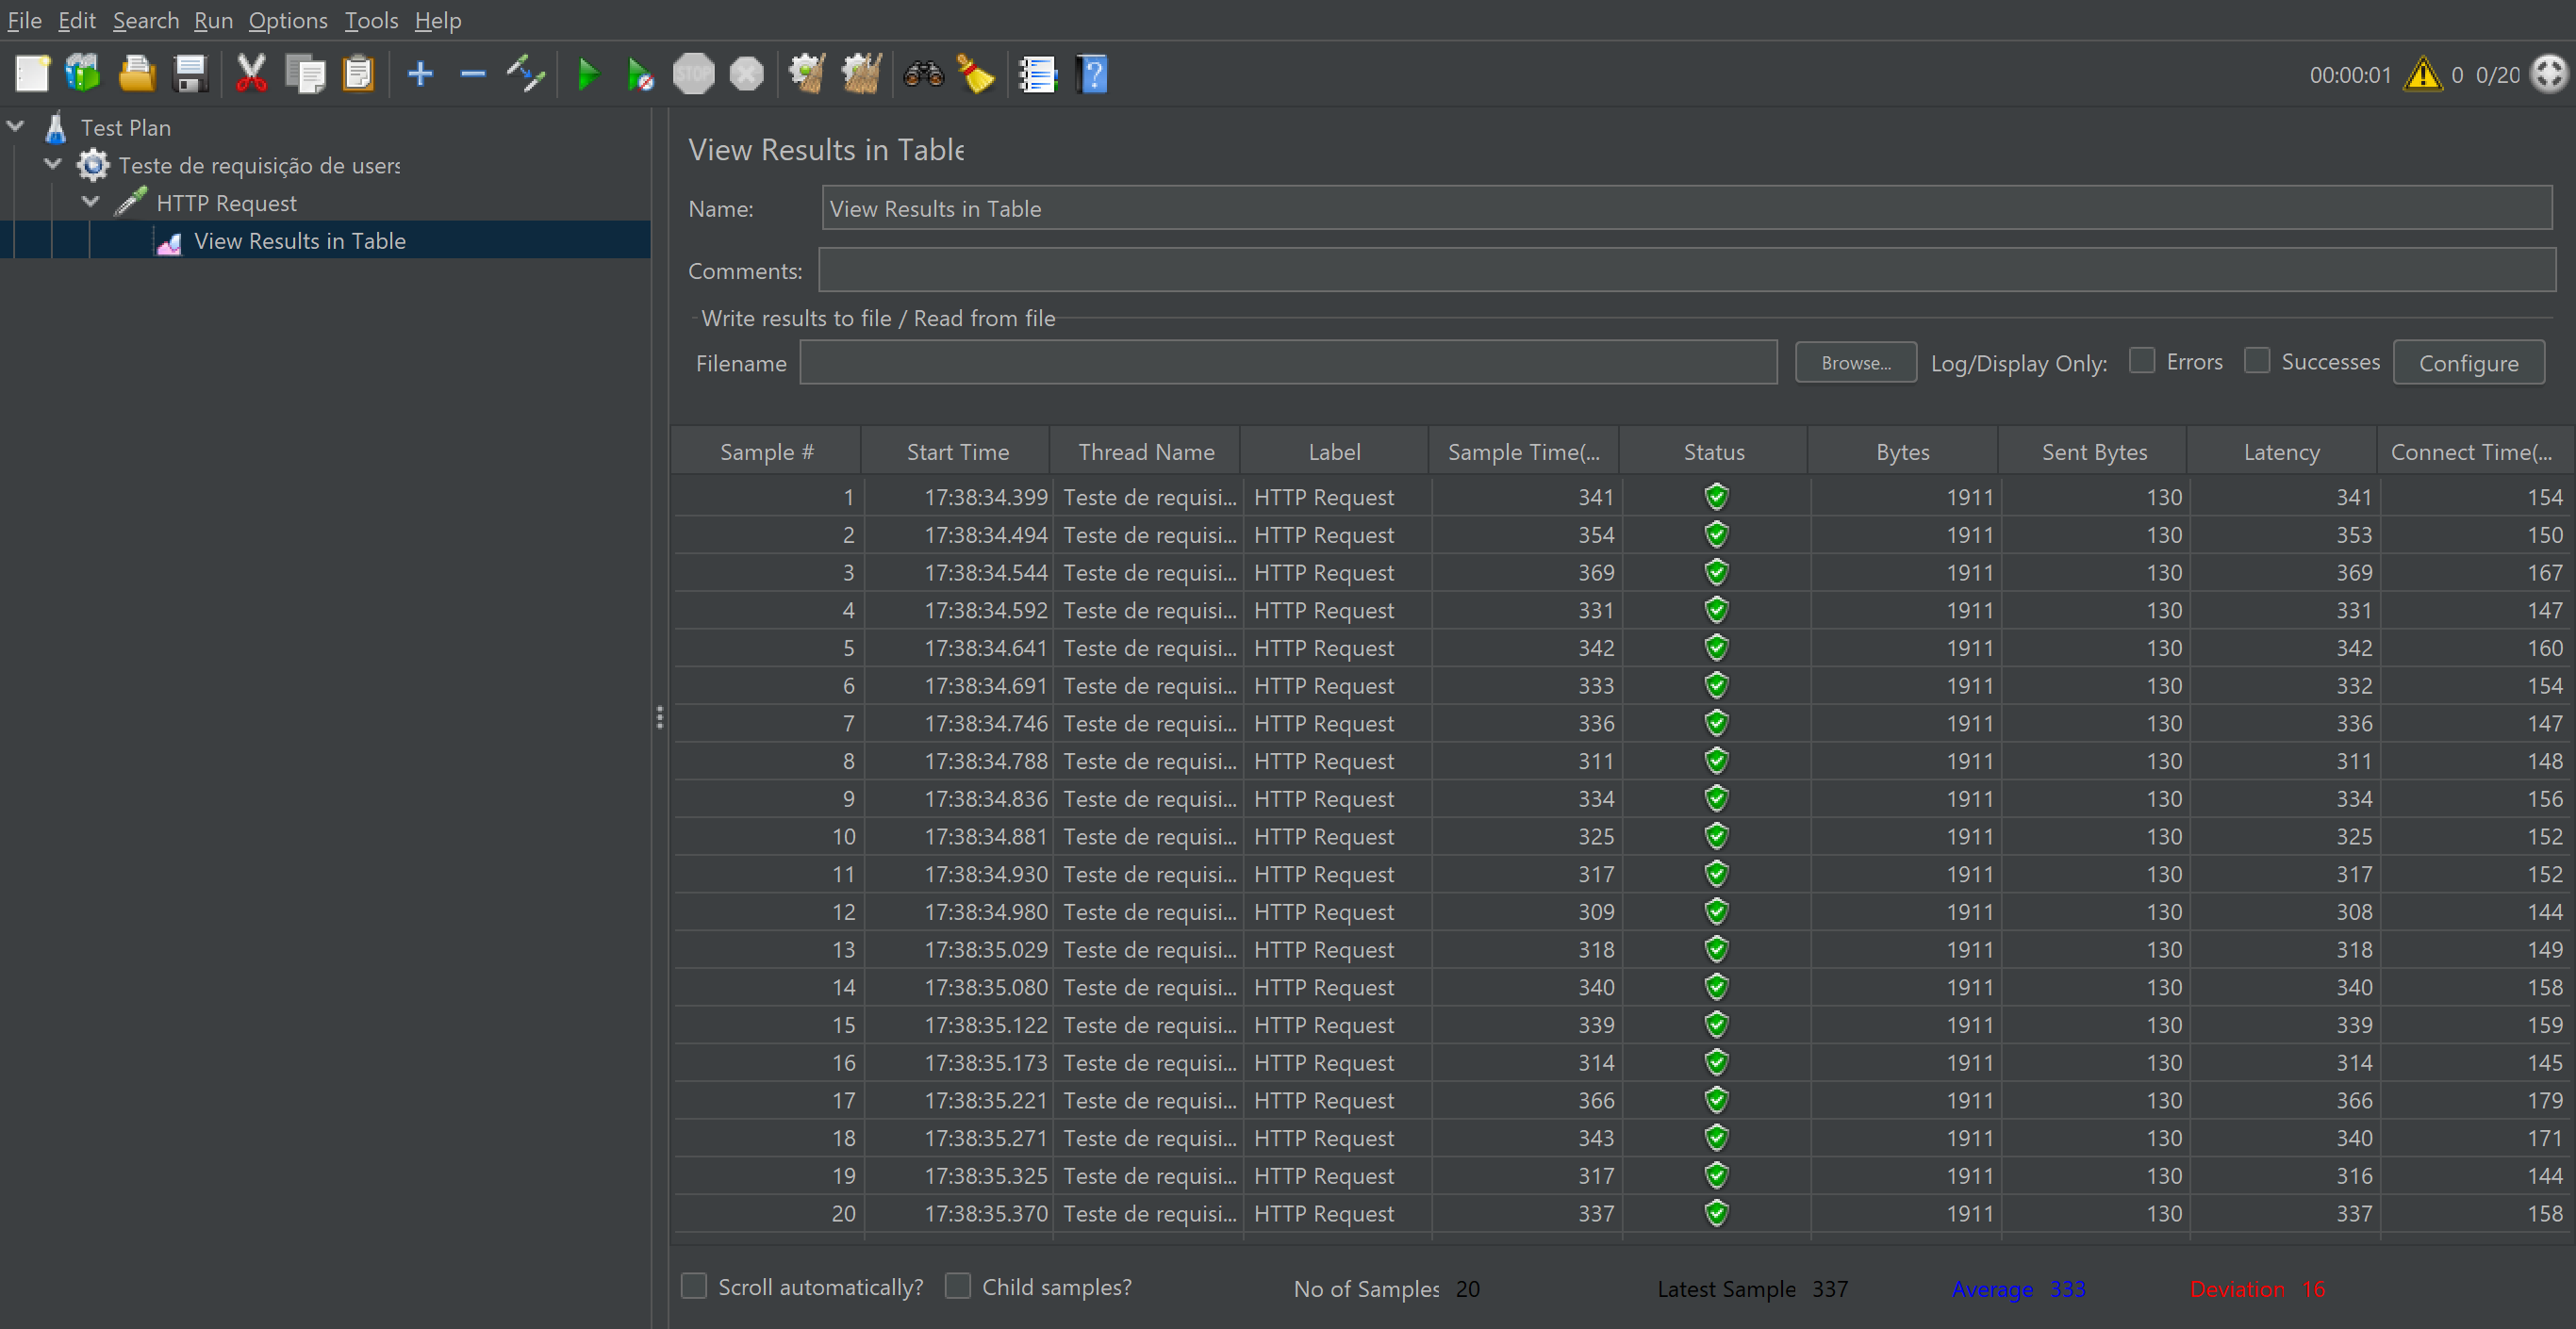 File Edit Search Run Options Tools Help
STOP
00:00:01 0 0/20
Test Plan
Teste de requisição de users
HTTP Request
View Results in Table
View Results in Table
Name: View Results in Table
Comments:
Write results to file / Read from file
Filename Browse... Log/Display Only: Errors Successes Configure
Sample # Start Time Thread Name Label Sample Time(... Status Bytes Sent Bytes Latency Connect Time(...
1 17:38:34.399 Teste de requisi... HTTP Request 341 1911 130 341 154
2 17:38:34.494 Teste de requisi... HTTP Request 354 1911 130 353 150
3 17:38:34.544 Teste de requisi... HTTP Request 369 1911 130 369 167
4 17:38:34.592 Teste de requisi... HTTP Request 331 1911 130 331 147
5 17:38:34.641 Teste de requisi... HTTP Request 342 1911 130 342 160
6 17:38:34.691 Teste de requisi... HTTP Request 333 1911 130 332 154
7 17:38:34.746 Teste de requisi... HTTP Request 336 1911 130 336 147
8 17:38:34.788 Teste de requisi... HTTP Request 311 1911 130 311 148
9 17:38:34.836 Teste de requisi... HTTP Request 334 1911 130 334 156
10 17:38:34.881 Teste de requisi... HTTP Request 325 1911 130 325 152
11 17:38:34.930 Teste de requisi... HTTP Request 317 1911 130 317 152
12 17:38:34.980 Teste de requisi... HTTP Request 309 1911 130 308 144
13 17:38:35.029 Teste de requisi... HTTP Request 318 1911 130 318 149
14 17:38:35.080 Teste de requisi... HTTP Request 340 1911 130 340 158
15 17:38:35.122 Teste de requisi... HTTP Request 339 1911 130 339 159
16 17:38:35.173 Teste de requisi... HTTP Request 314 1911 130 314 145
17 17:38:35.221 Teste de requisi... HTTP Request 366 1911 130 366 179
18 17:38:35.271 Teste de requisi... HTTP Request 343 1911 130 340 171
19 17:38:35.325 Teste de requisi... HTTP Request 317 1911 130 316 144
20 17:38:35.370 Teste de requisi... HTTP Request 337 1911 130 337 158
Scroll automatically? Child samples? No of Samples 20 Latest Sample 337 Average 333 Deviation 16